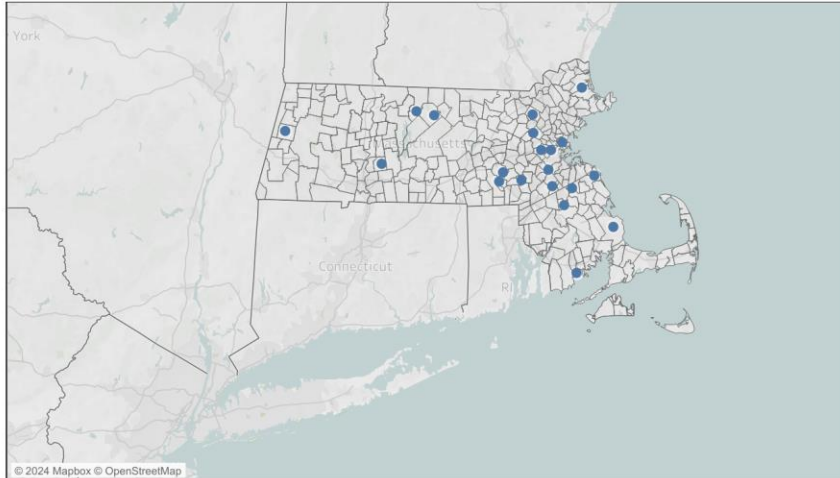 York
Massachusetts
Connecticut
RI
© 2024 Mapbox © OpenStreetMap